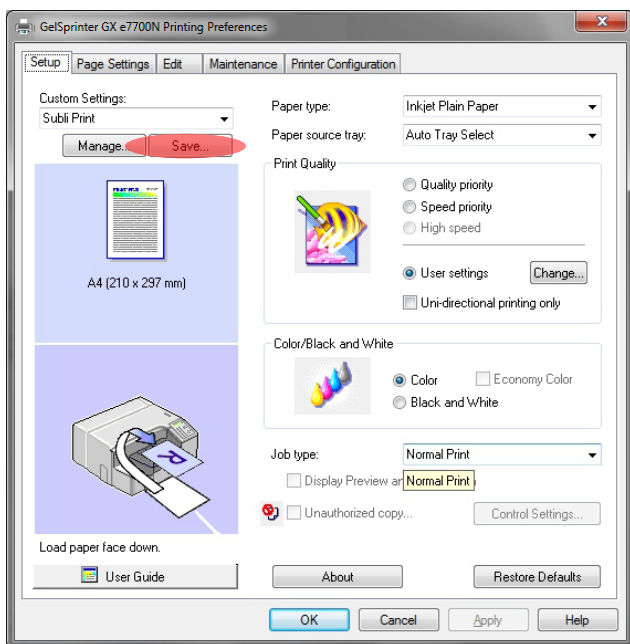 GelSprinter GX e7700N Printing Preferences
Setup
Page Settings
Edit
Maintenance
Printer Configuration
Custom Settings:
Subli Print
Manage...
Save...
A4 (210 x 297 mm)
Load paper face down.
User Guide
Paper type:
Inkjet Plain Paper
Paper source tray:
Auto Tray Select
Print Quality
Quality priority
Speed priority
High speed
User settings
Change...
Uni-directional printing only
Color/Black and White
Color
Economy Color
Black and White
Job type:
Normal Print
Display Preview
Normal Print
Unauthorized copy...
Control Settings...
About
Restore Defaults
OK
Cancel
Apply
Help